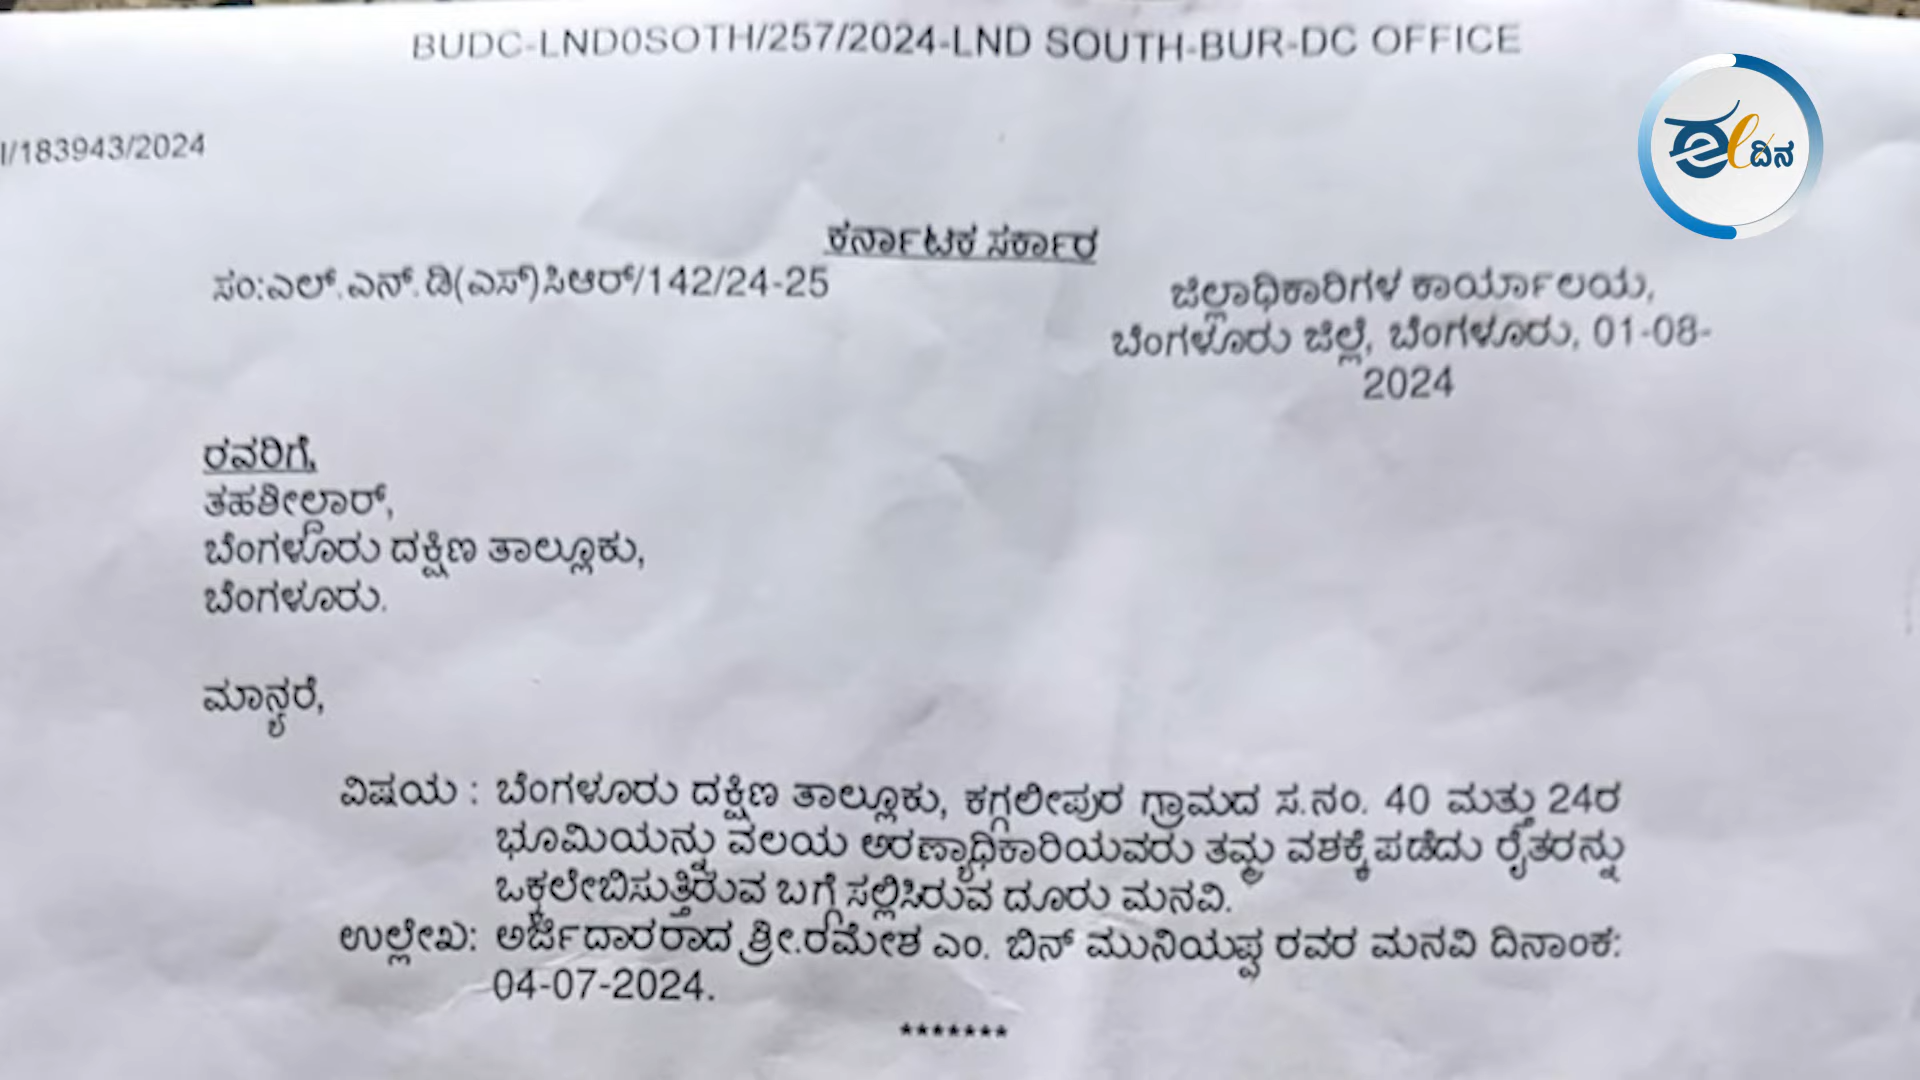 BUDC-LND0SOTH/257/2024-LND SOUTH-BUR-DC OFFICE
I/183943/2024
ಈ ದಿನ
ಕರ್ನಾಟಕ ಸರ್ಕಾರ
ಸಂ:ಎಲ್.ಎನ್.ಡಿ(ಎಸ್)ಸಿಆರ್/142/24-25
ಜಿಲ್ಲಾಧಿಕಾರಿಗಳ ಕಾರ್ಯಾಲಯ,
ಬೆಂಗಳೂರು ಜಿಲ್ಲೆ, ಬೆಂಗಳೂರು, 01-08-
2024
ರವರಿಗೆ,
ತಹಶೀಲ್ದಾರ್,
ಬೆಂಗಳೂರು ದಕ್ಷಿಣ ತಾಲ್ಲೂಕು,
ಬೆಂಗಳೂರು.
ಮಾನ್ಯರೆ,
ವಿಷಯ : ಬೆಂಗಳೂರು ದಕ್ಷಿಣ ತಾಲ್ಲೂಕು, ಕಗ್ಗಲೀಪುರ ಗ್ರಾಮದ ಸ.ನಂ. 40 ಮತ್ತು 24ರ
ಭೂಮಿಯನ್ನು ವಲಯ ಅರಣ್ಯಾಧಿಕಾರಿಯವರು ತಮ್ಮ ವಶಕ್ಕೆ ಪಡೆದು ರೈತರನ್ನು
ಒಕ್ಕಲೇಬಿಸುತ್ತಿರುವ ಬಗ್ಗೆ ಸಲ್ಲಿಸಿರುವ ದೂರು ಮನವಿ.
ಉಲ್ಲೇಖ: ಅರ್ಜಿದಾರರಾದ ಶ್ರೀ.ರಮೇಶ ಎಂ. ಬಿನ್ ಮುನಿಯಪ್ಪ ರವರ ಮನವಿ ದಿನಾಂಕ:
04-07-2024.
*******